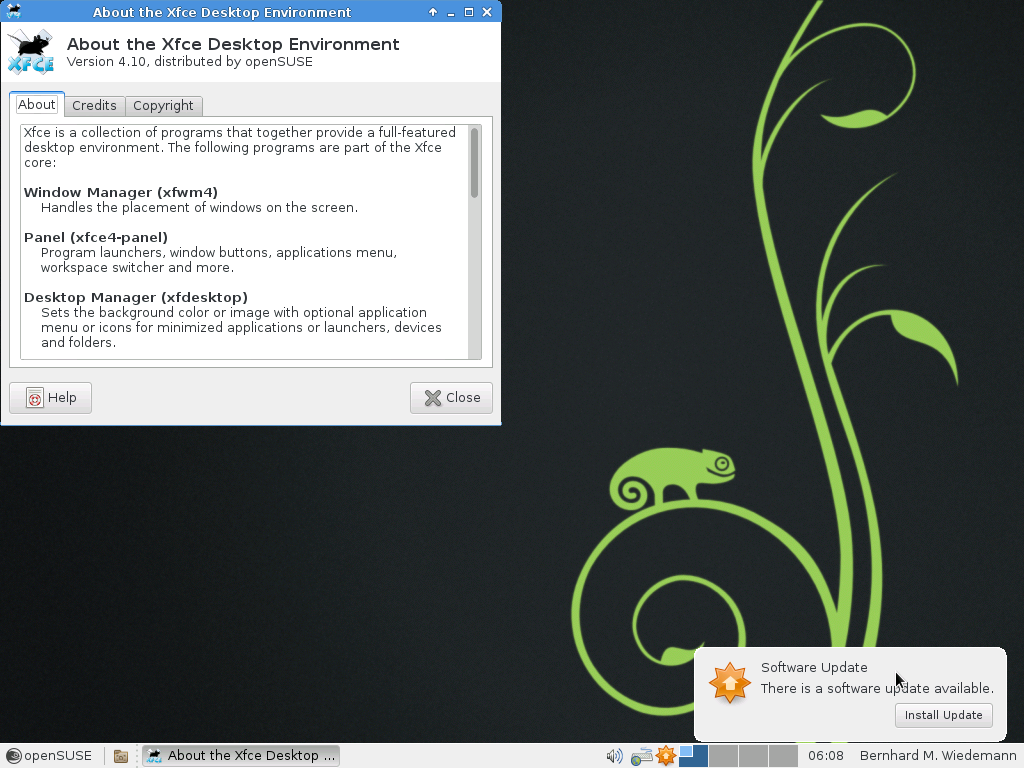 About the Xfce Desktop Environment
About the Xfce Desktop Environment
Version 4.10, distributed by openSUSE
XFCE
About
Credits
Copyright
Xfce is a collection of programs that together provide a full-featured
desktop environment. The following programs are part of the Xfce
core:
Window Manager (xfwm4)
Handles the placement of windows on the screen.
Panel (xfce4-panel)
Program launchers, window buttons, applications menu,
workspace switcher and more.
Desktop Manager (xfdesktop)
Sets the background color or image with optional application
menu or icons for minimized applications or launchers, devices
and folders.
Help
Close
Software Update
There is a software update available.
Install Update
openSUSE
About the Xfce Desktop ...
06:08
Bernhard M. Wiedemann